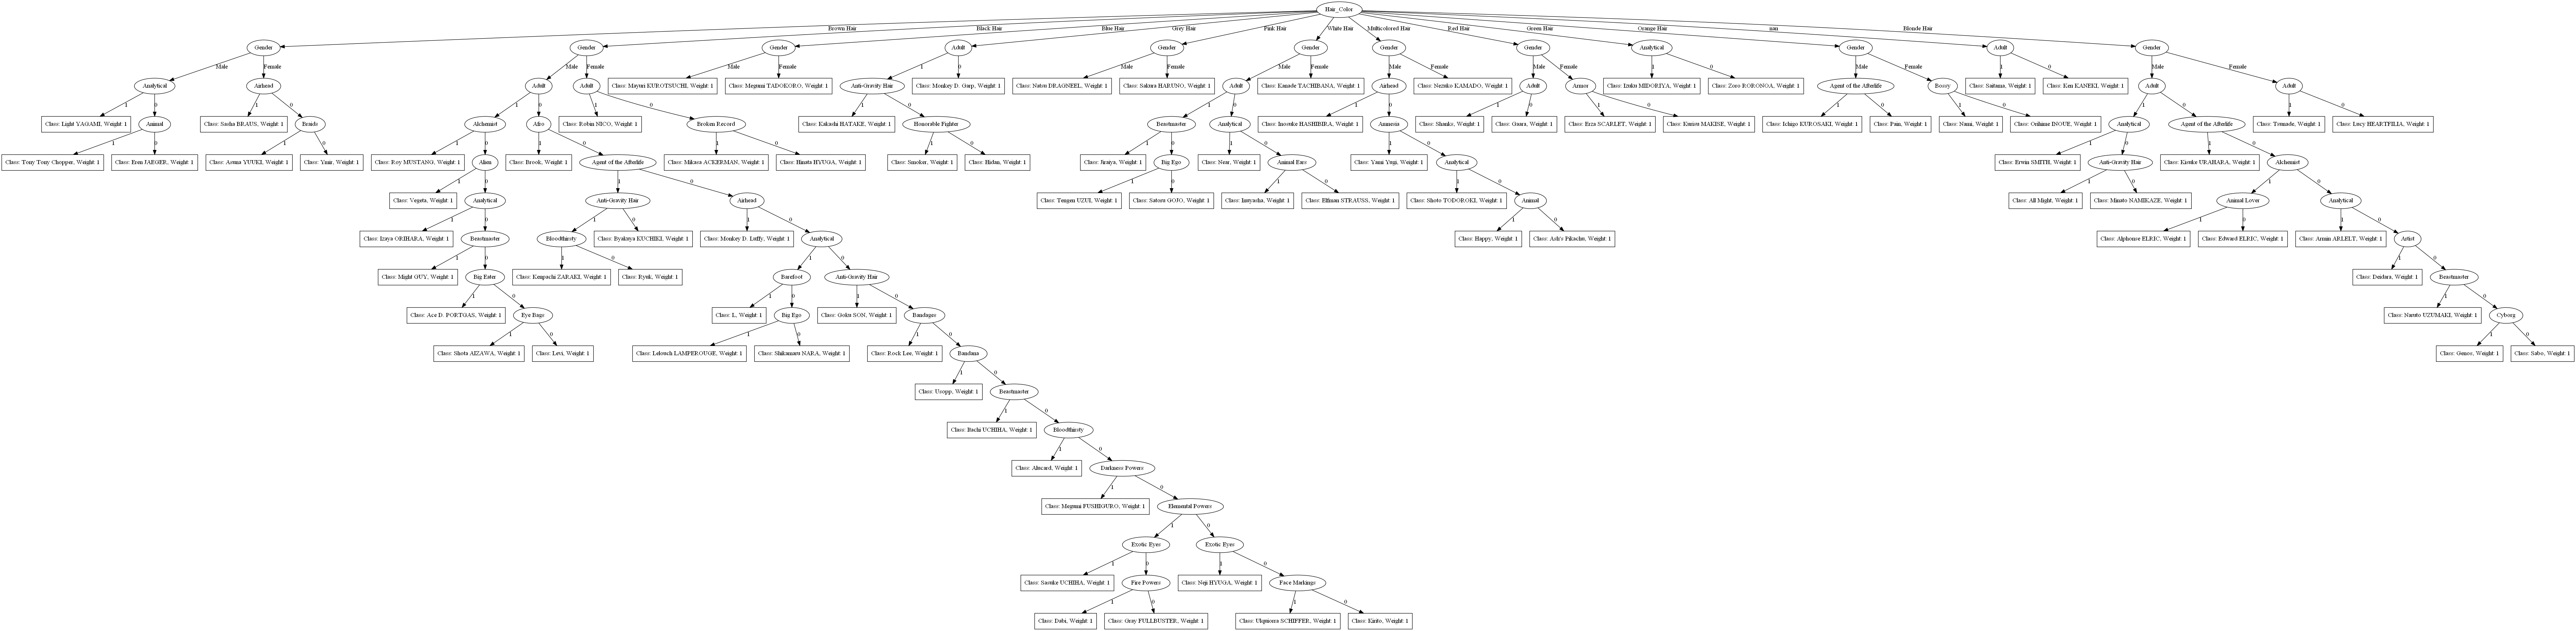 Hair_Color
Brown Hair
Black Hair
Blue Hair
Grey Hair
Pink Hair
White Hair
Multicolored Hair
Red Hair
Green Hair
Orange Hair
nan
Blonde Hair
Gender
Gender
Gender
Adult
Gender
Gender
Gender
Gender
Analytical
Gender
Adult
Gender
Male
Female
Male
Female
Male
Female
1
0
Male
Female
Male
Female
Male
Female
Male
Female
1
0
Male
Female
1
0
Male
Female
Analytical
Airhead
Adult
Adult
Class: Mayuri KUROTSUCHI, Weight: 1
Class: Megumi TADOKORO, Weight: 1
Anti-Gravity Hair
Class: Monkey D. Garp, Weight: 1
Class: Natsu DRAGNEEL, Weight: 1
Class: Sakura HARUNO, Weight: 1
Adult
Class: Kanade TACHIBANA, Weight: 1
Airhead
Class: Nezuko KAMADO, Weight: 1
Adult
Armor
Class: Izuku MIDORIYA, Weight: 1
Class: Zoro RORONOA, Weight: 1
Agent of the Afterlife
Bossy
Class: Saitama, Weight: 1
Class: Ken KANEKI, Weight: 1
Adult
Adult
1
0
1
0
1
0
1
0
1
0
1
0
1
0
1
0
1
0
1
0
1
0
1
0
1
0
Class: Light YAGAMI, Weight: 1
Animal
Class: Sasha BRAUS, Weight: 1
Braids
Alchemist
Afro
Class: Robin NICO, Weight: 1
Broken Record
Class: Kakashi HATAKE, Weight: 1
Honorable Fighter
Beastmaster
Analytical
Class: Inosuke HASHIBIRA, Weight: 1
Amnesia
Class: Shanks, Weight: 1
Class: Gaara, Weight: 1
Class: Erza SCARLET, Weight: 1
Class: Kurisu MAKISE, Weight: 1
Class: Ichigo KUROSAKI, Weight: 1
Class: Pain, Weight: 1
Class: Nami, Weight: 1
Class: Orihime INOUE, Weight: 1
Analytical
Agent of the Afterlife
Class: Tsunade, Weight: 1
Class: Lucy HEARTFILIA, Weight: 1
1
0
1
0
1
0
1
0
1
0
1
0
1
0
1
0
1
0
1
0
1
0
Class: Tony Tony Chopper, Weight: 1
Class: Eren JAEGER, Weight: 1
Class: Asuna YUUKI, Weight: 1
Class: Ymir, Weight: 1
Class: Roy MUSTANG, Weight: 1
Alien
Class: Brook, Weight: 1
Agent of the Afterlife
Class: Mikasa ACKERMAN, Weight: 1
Class: Hinata HYUGA, Weight: 1
Class: Smoker, Weight: 1
Class: Hidan, Weight: 1
Class: Jiraiya, Weight: 1
Big Ego
Class: Near, Weight: 1
Animal Ears
Class: Yami Yugi, Weight: 1
Analytical
Class: Erwin SMITH, Weight: 1
Anti-Gravity Hair
Class: Kisuke URAHARA, Weight: 1
Alchemist
1
0
1
0
1
0
1
0
1
0
1
0
1
0
Class: Vegeta, Weight: 1
Analytical
Anti-Gravity Hair
Airhead
Class: Tengen UZUI, Weight: 1
Class: Satoru GOJO, Weight: 1
Class: Inuyasha, Weight: 1
Class: Elfman STRAUSS, Weight: 1
Class: Shoto TODOROKI, Weight: 1
Animal
Class: All Might, Weight: 1
Class: Minato NAMIKAZE, Weight: 1
Animal Lover
Analytical
1
0
1
0
1
0
1
0
1
0
1
0
Class: Izaya ORIHARA, Weight: 1
Beastmaster
Bloodthirsty
Class: Byakuya KUCHIKI, Weight: 1
Class: Monkey D. Luffy, Weight: 1
Analytical
Class: Happy, Weight: 1
Class: Ash's Pikachu, Weight: 1
Class: Alphonse ELRIC, Weight: 1
Class: Edward ELRIC, Weight: 1
Class: Armin ARLELT, Weight: 1
Artist
1
0
1
0
1
0
1
0
Class: Might GUY, Weight: 1
Big Eater
Class: Kenpachi ZARAKI, Weight: 1
Class: Ryuk, Weight: 1
Barefoot
Anti-Gravity Hair
Class: Deidara, Weight: 1
Beastmaster
1
0
1
0
1
0
1
0
Class: Ace D. PORTGAS, Weight: 1
Eye Bags
Class: L, Weight: 1
Big Ego
Class: Goku SON, Weight: 1
Bandages
Class: Naruto UZUMAKI, Weight: 1
Cyborg
1
0
1
0
1
0
1
0
Class: Shota AIZAWA, Weight: 1
Class: Levi, Weight: 1
Class: Lelouch LAMPEROUGE, Weight: 1
Class: Shikamaru NARA, Weight: 1
Class: Rock Lee, Weight: 1
Bandana
Class: Genos, Weight: 1
Class: Sabo, Weight: 1
1
0
Class: Usopp, Weight: 1
Beastmaster
1
0
Class: Itachi UCHIHA, Weight: 1
Bloodthirsty
1
0
Class: Alucard, Weight: 1
Darkness Powers
1
0
Class: Megumi FUSHIGURO, Weight: 1
Elemental Powers
1
0
Exotic Eyes
Exotic Eyes
1
0
1
0
Class: Sasuke UCHIHA, Weight: 1
Fire Powers
Class: Neji HYUGA, Weight: 1
Face Markings
1
0
1
0
Class: Dabi, Weight: 1
Class: Gray FULLBUSTER, Weight: 1
Class: Ulquiorra SCHIFFER, Weight: 1
Class: Kirito, Weight: 1